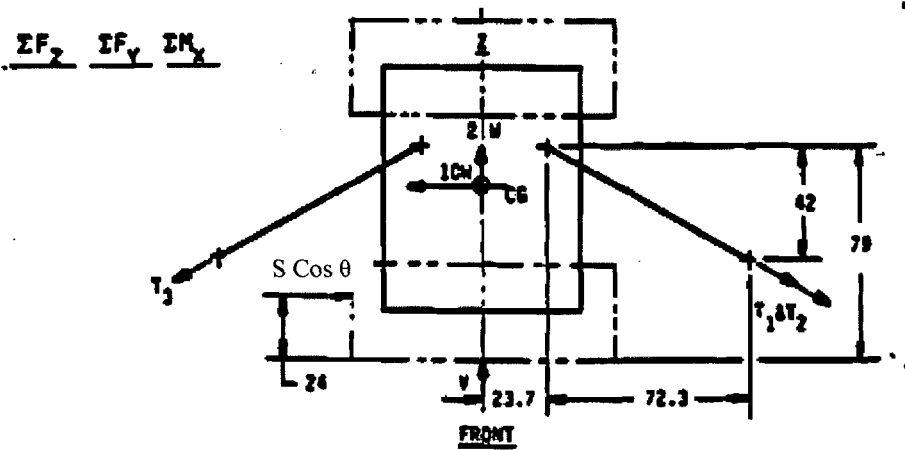 ΣF_Z ΣF_Y ΣM_X
Z
2 W
10W
CG
42
79
T_3
S Cos θ
T_1 & T_2
24
V
23.7
72.3
FRONT